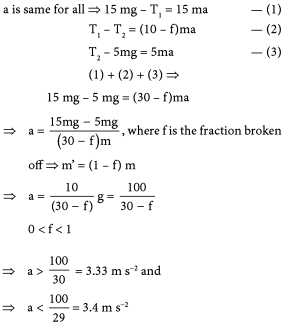 a is same for all ⇒ 15 mg – T₁ = 15 ma — (1)
T₁ – T₂ = (10 – f)ma — (2)
T₂ – 5mg = 5ma — (3)
(1) + (2) + (3) ⇒
15 mg – 5 mg = (30 – f)ma
⇒ a = (15mg – 5mg)/((30 – f)m), where f is the fraction broken
off ⇒ m' = (1 – f) m
⇒ a = 10/(30 – f) g = 100/(30 – f)
0 < f < 1
⇒ a > 100/30 = 3.33 m s⁻² and
⇒ a < 100/29 = 3.4 m s⁻²